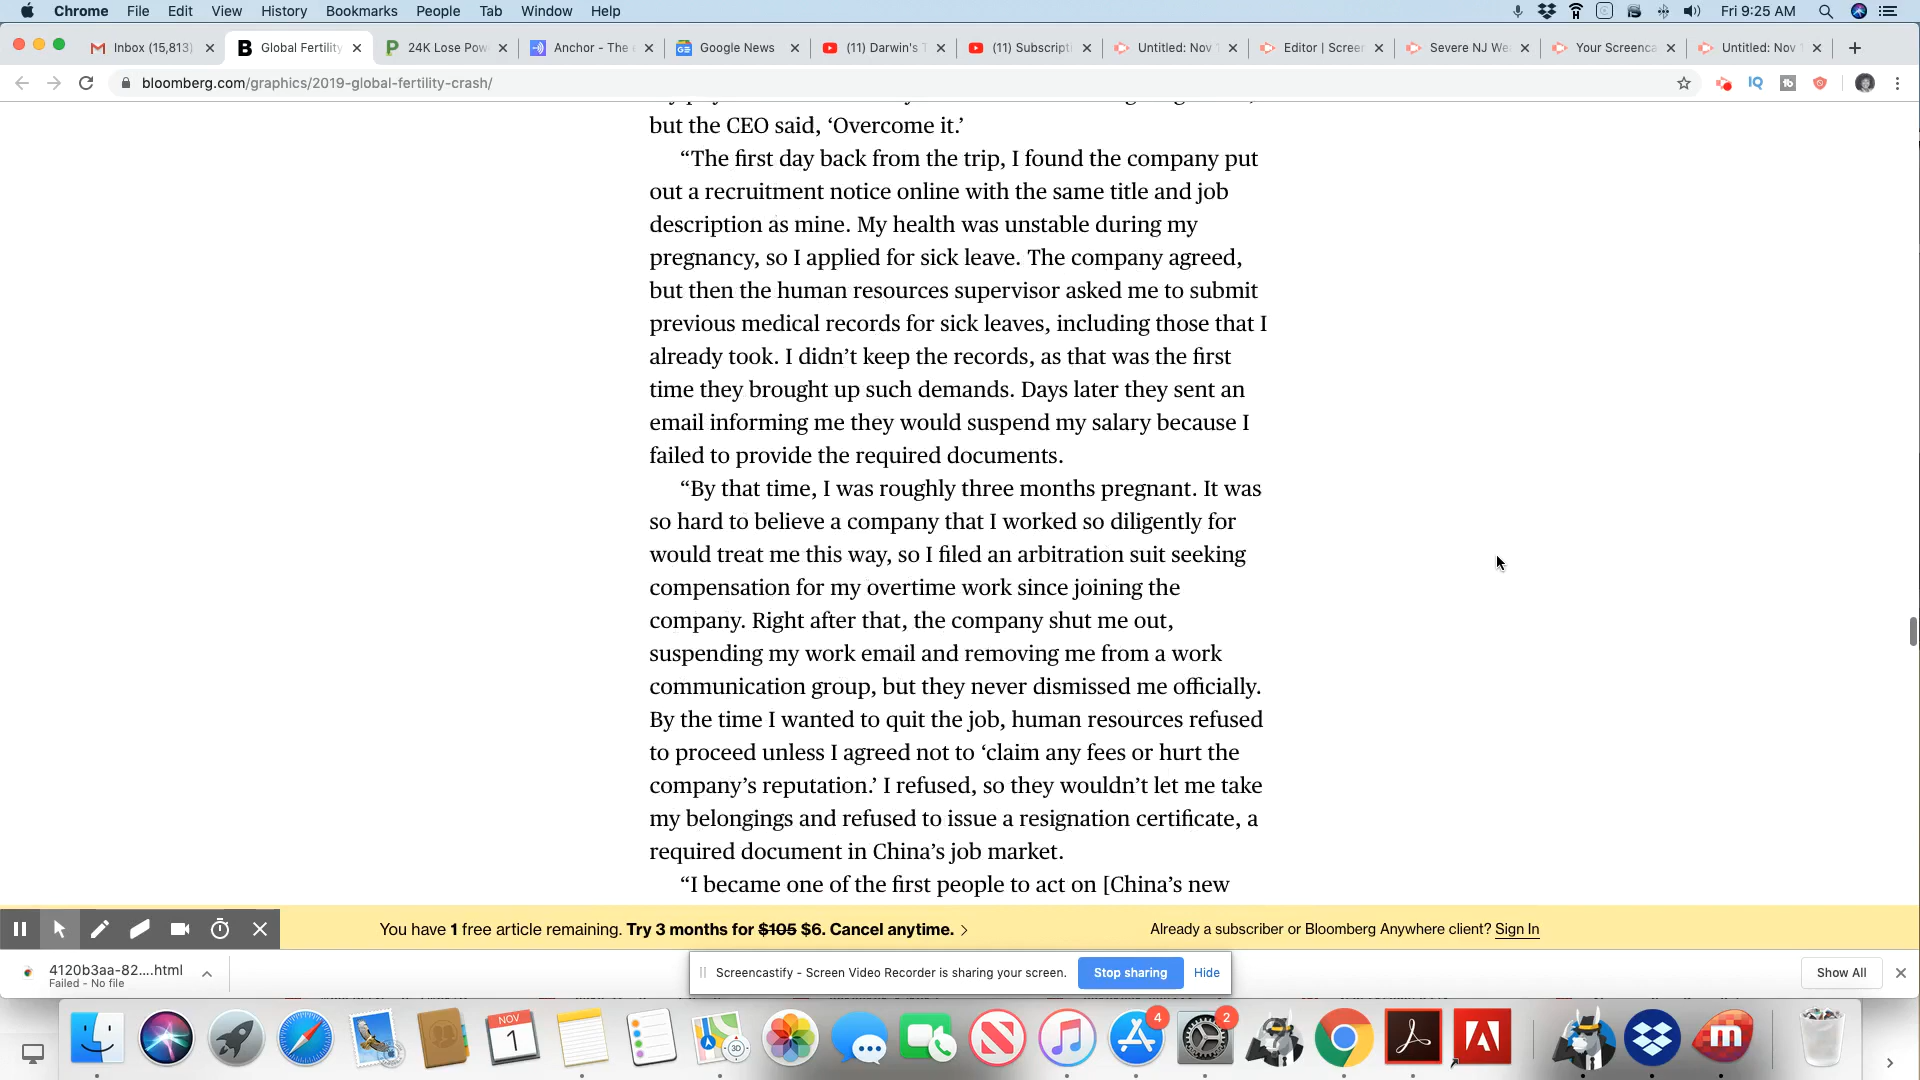 Chrome File Edit View History Bookmarks People Tab Window Help Fri 9:25 AM
Inbox (15,813) Global Fertility 24K Lose Pow Anchor - The Google News (11) Darwin's T (11) Subscripti Untitled: Nov 1 Editor | Screen Severe NJ We Your Screenca Untitled: Nov 1
bloomberg.com/graphics/2019-global-fertility-crash/
but the CEO said, ‘Overcome it.’
“The first day back from the trip, I found the company put
out a recruitment notice online with the same title and job
description as mine. My health was unstable during my
pregnancy, so I applied for sick leave. The company agreed,
but then the human resources supervisor asked me to submit
previous medical records for sick leaves, including those that I
already took. I didn’t keep the records, as that was the first
time they brought up such demands. Days later they sent an
email informing me they would suspend my salary because I
failed to provide the required documents.
“By that time, I was roughly three months pregnant. It was
so hard to believe a company that I worked so diligently for
would treat me this way, so I filed an arbitration suit seeking
compensation for my overtime work since joining the
company. Right after that, the company shut me out,
suspending my work email and removing me from a work
communication group, but they never dismissed me officially.
By the time I wanted to quit the job, human resources refused
to proceed unless I agreed not to ‘claim any fees or hurt the
company’s reputation.’ I refused, so they wouldn’t let me take
my belongings and refused to issue a resignation certificate, a
required document in China’s job market.
“I became one of the first people to act on [China’s new
You have 1 free article remaining. Try 3 months for $105 $6. Cancel anytime. Already a subscriber or Bloomberg Anywhere client? Sign In
4120b3aa-82....html
Failed - No file
Screencastify - Screen Video Recorder is sharing your screen. Stop sharing Hide
Show All
NOV
1
3D
4
2